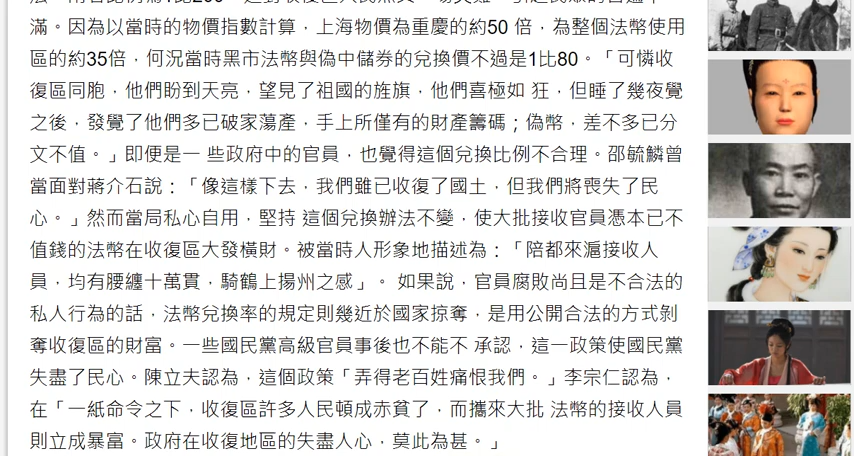 滿。因為以當時的物價指數計算，上海物價為重慶的約50 倍，為整個法幣使用
區的約35倍，何況當時黑市法幣與偽中儲券的兌換價不過是1比80。「可憐收
復區同胞，他們盼到天亮，望見了祖國的旌旗，他們喜極如 狂，但睡了幾夜覺
之後，發覺了他們多已破家蕩產，手上所僅有的財產籌碼；偽幣，差不多已分
文不值。」即便是一 些政府中的官員，也覺得這個兌換比例不合理。邵毓麟曾
當面對蔣介石說：「像這樣下去，我們雖已收復了國土，但我們將喪失了民
心。」然而當局私心自用，堅持 這個兌換辦法不變，使大批接收官員憑本已不
值錢的法幣在收復區大發橫財。被當時人形象地描述為：「陪都來滬接收人
員，均有腰纏十萬貫，騎鶴上揚州之感」。 如果說，官員腐敗尚且是不合法的
私人行為的話，法幣兌換率的規定則幾近於國家掠奪，是用公開合法的方式剝
奪收復區的財富。一些國民黨高級官員事後也不能不 承認，這一政策使國民黨
失盡了民心。陳立夫認為，這個政策「弄得老百姓痛恨我們。」李宗仁認為，
在「一紙命令之下，收復區許多人民頓成赤貧了，而攜來大批 法幣的接收人員
則立成暴富。政府在收復地區的失盡人心，莫此為甚。」